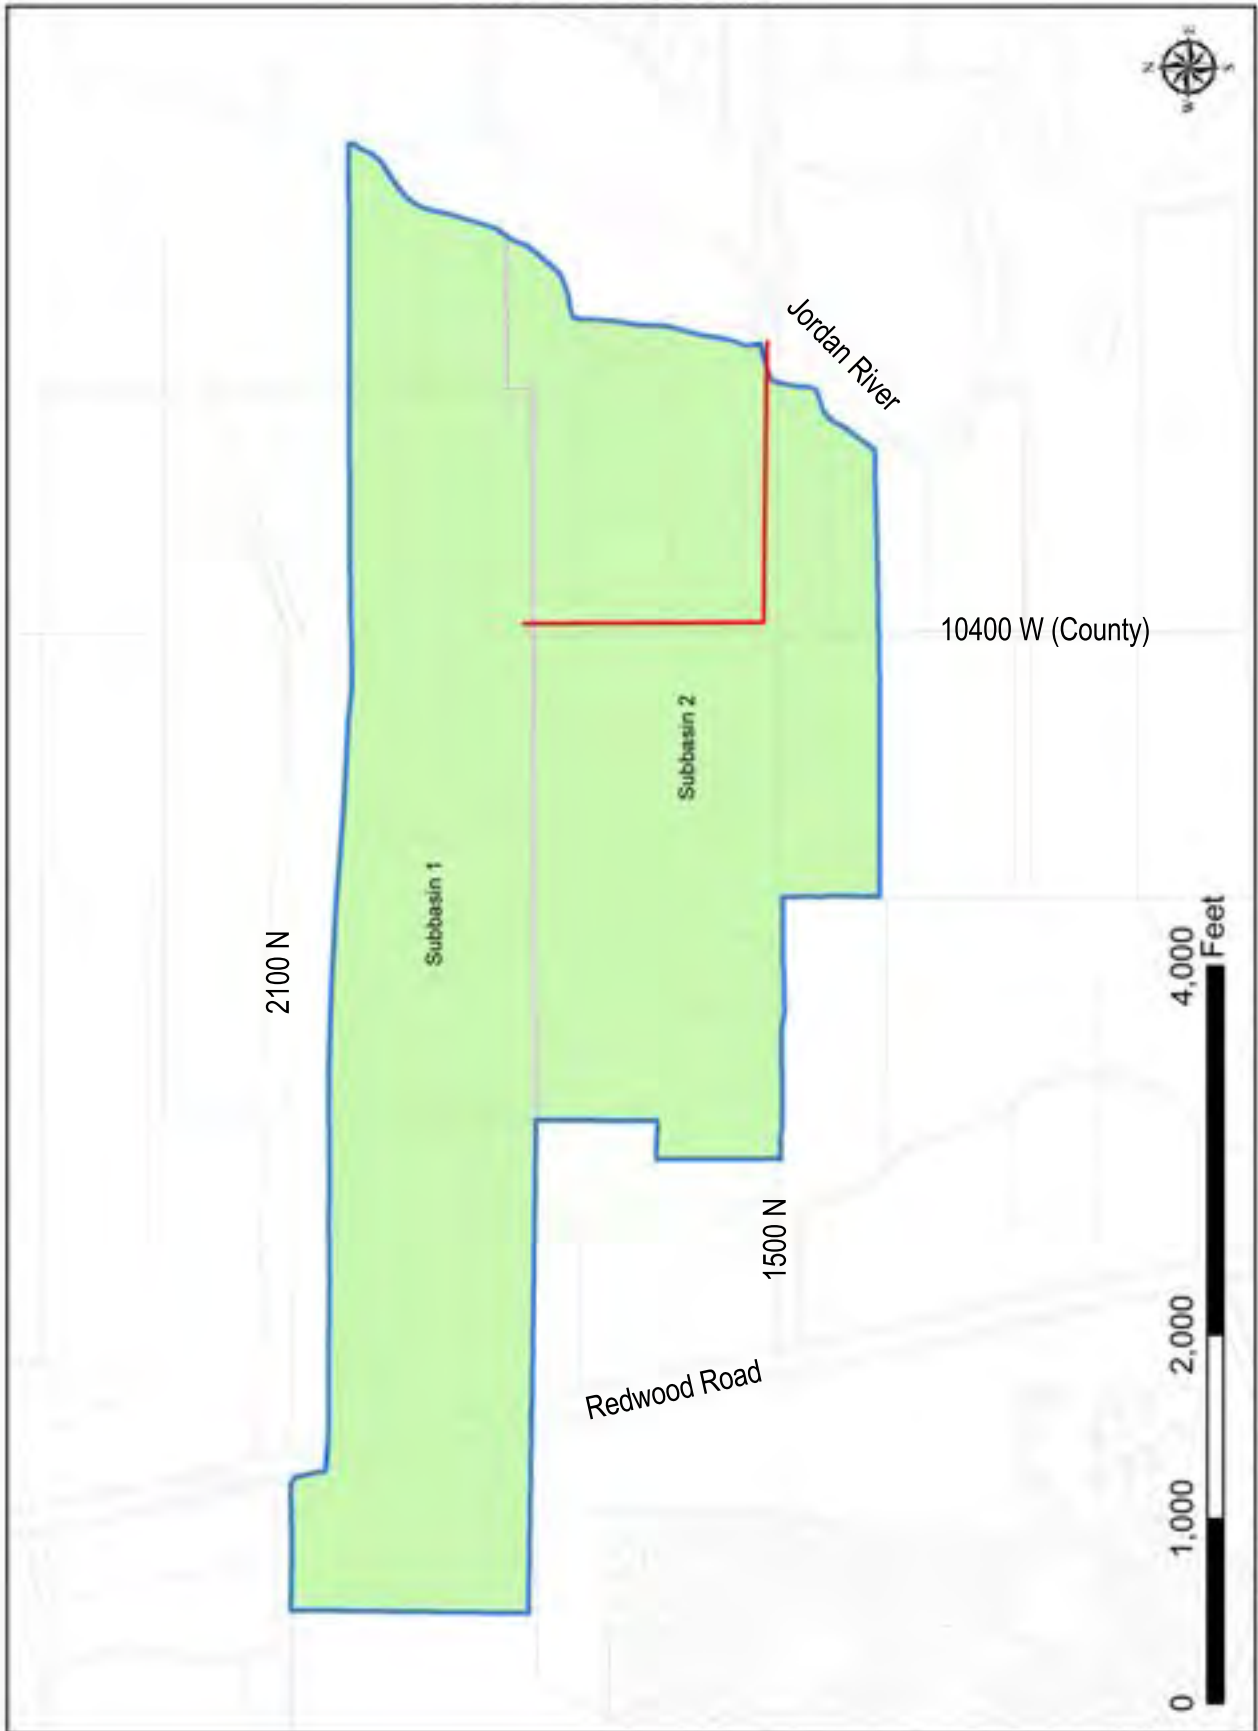 N
E
S
W
Jordan River
10400 W (County)
Subbasin 2
Subbasin 1
2100 N
1500 N
Redwood Road
0
1,000
2,000
4,000
Feet